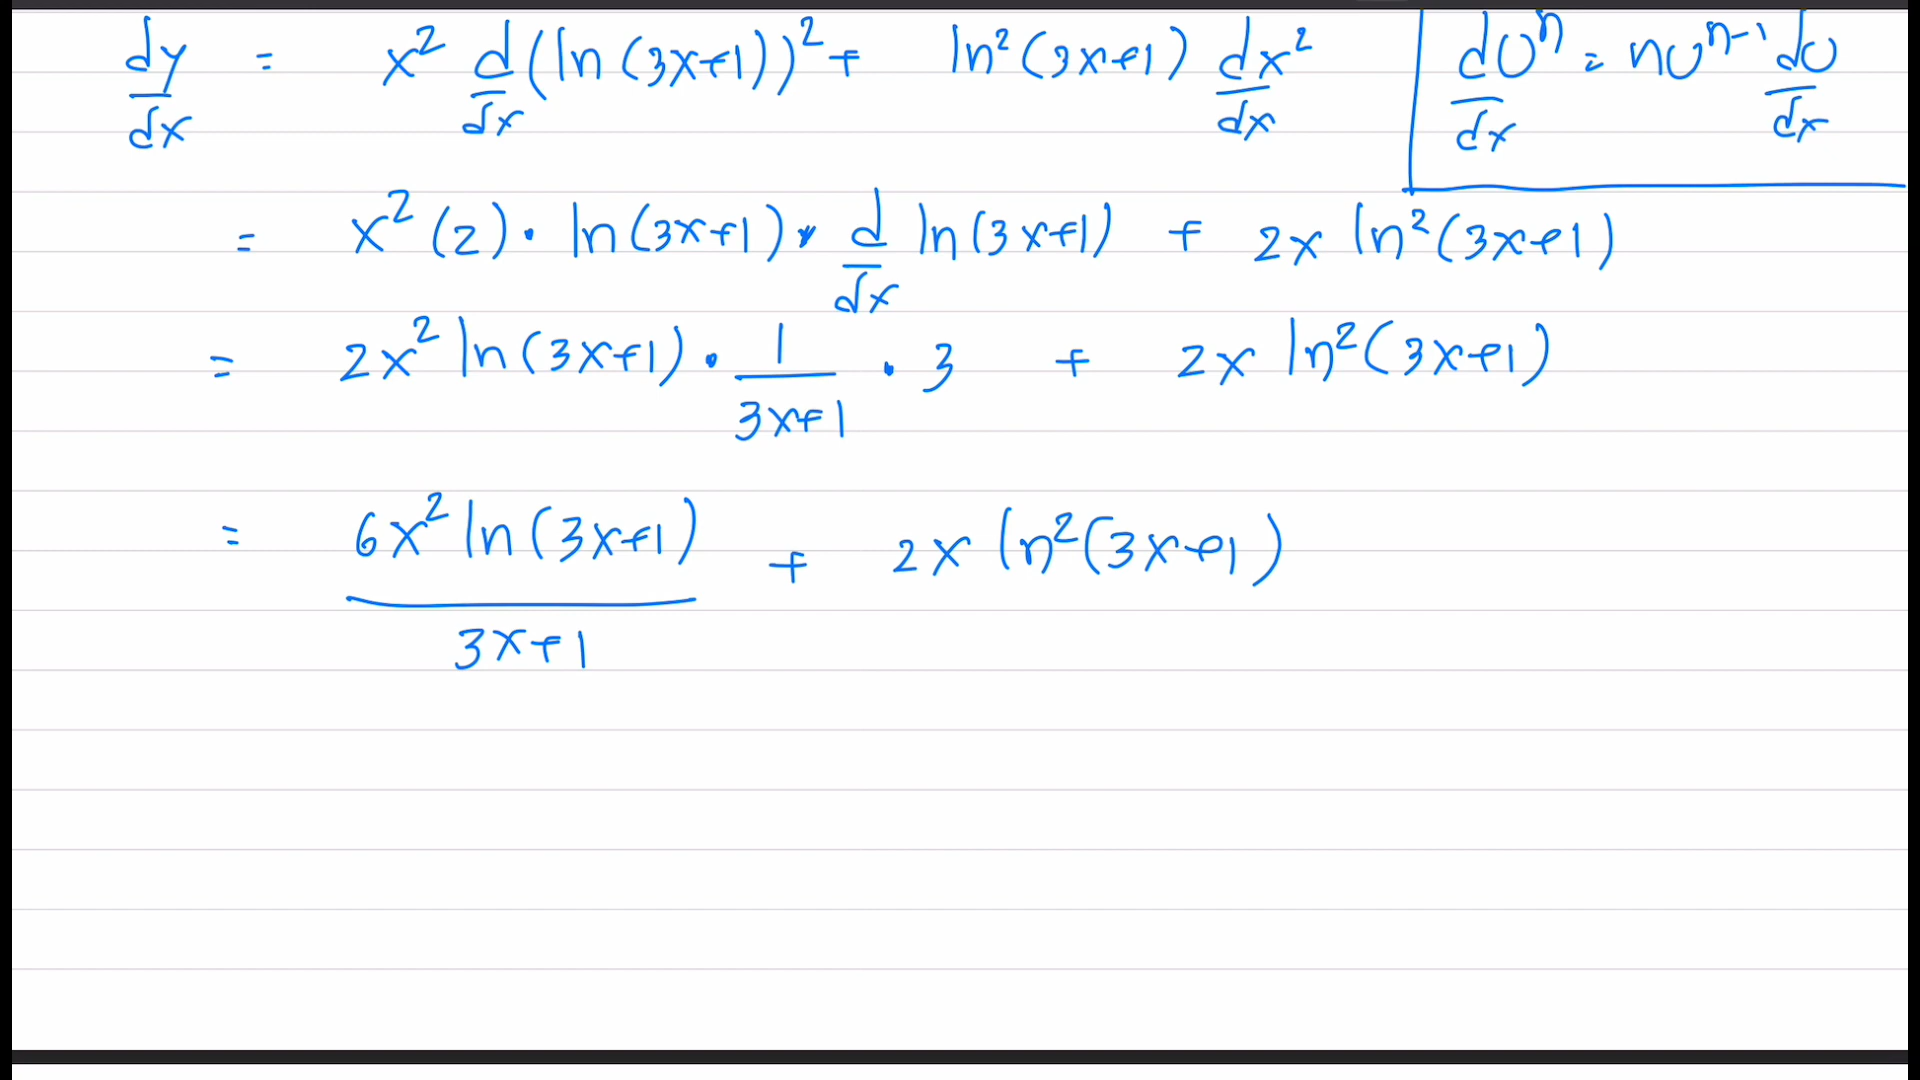 dy/dx = x² d/dx (ln(3x+1))² + ln²(3x+1) dx²/dx | dUⁿ/dx = nUⁿ⁻¹ dU/dx
= x²(2)·ln(3x+1)· d/dx ln(3x+1) + 2x ln²(3x+1)
= 2x² ln(3x+1) · 1/(3x+1) · 3 + 2x ln²(3x+1)
= 6x² ln(3x+1)/(3x+1) + 2x ln²(3x+1)